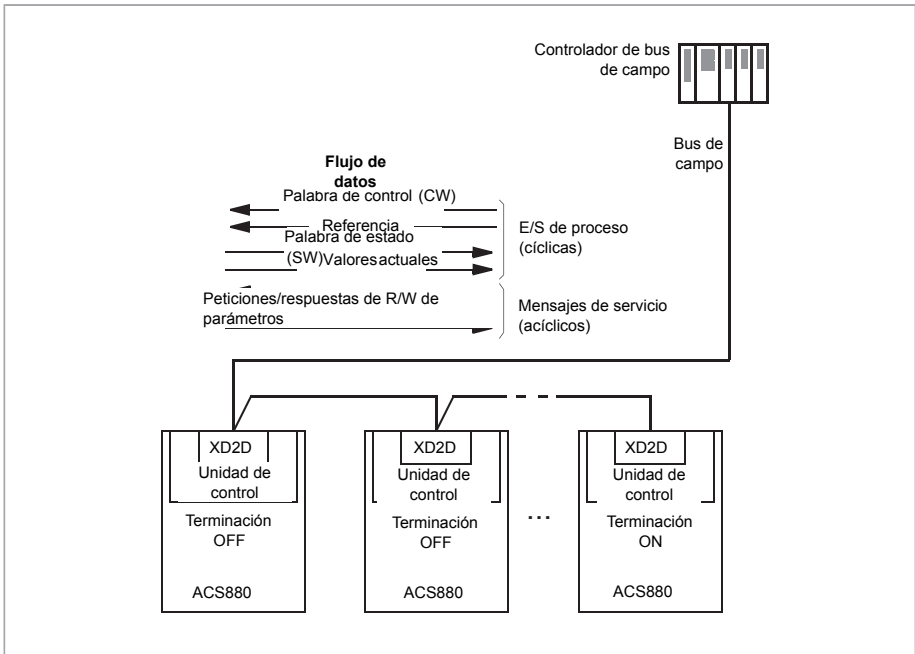 Controlador de bus
de campo
Bus de
campo
Flujo de
datos
Palabra de control (CW)
Referencia
Palabra de estado
(SW)Valores actuales
E/S de proceso
(cíclicas)
Peticiones/respuestas de R/W de
parámetros
Mensajes de servicio
(acíclicos)
XD2D
Unidad de
control
Terminación
OFF
ACS880
XD2D
Unidad de
control
Terminación
OFF
ACS880
...
XD2D
Unidad de
control
Terminación
ON
ACS880